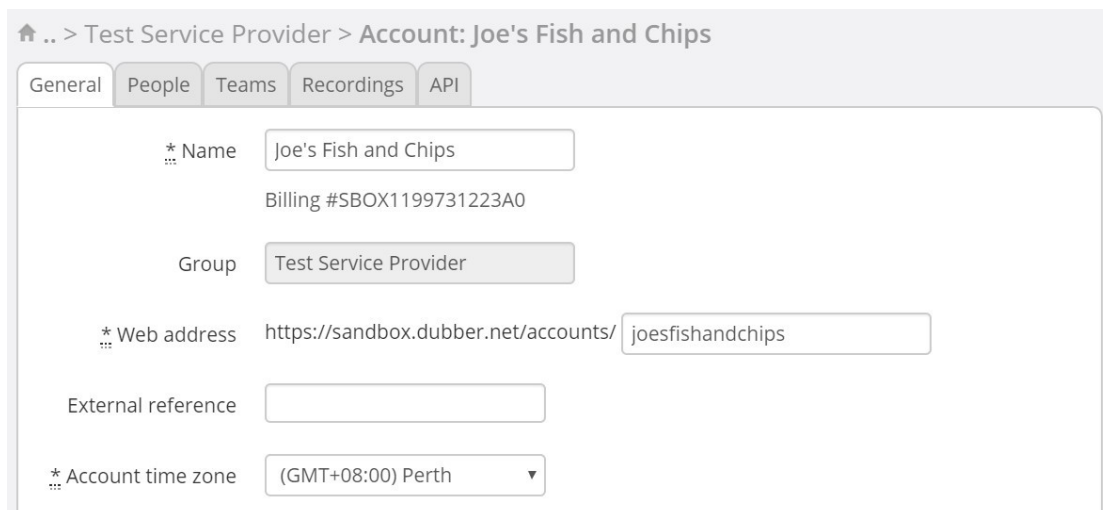 .. > Test Service Provider > Account: Joe's Fish and Chips
General People Teams Recordings API
* Name Joe's Fish and Chips
Billing #SBOX1199731223A0
Group Test Service Provider
* Web address https://sandbox.dubber.net/accounts/ joesfishandchips
External reference
* Account time zone (GMT+08:00) Perth